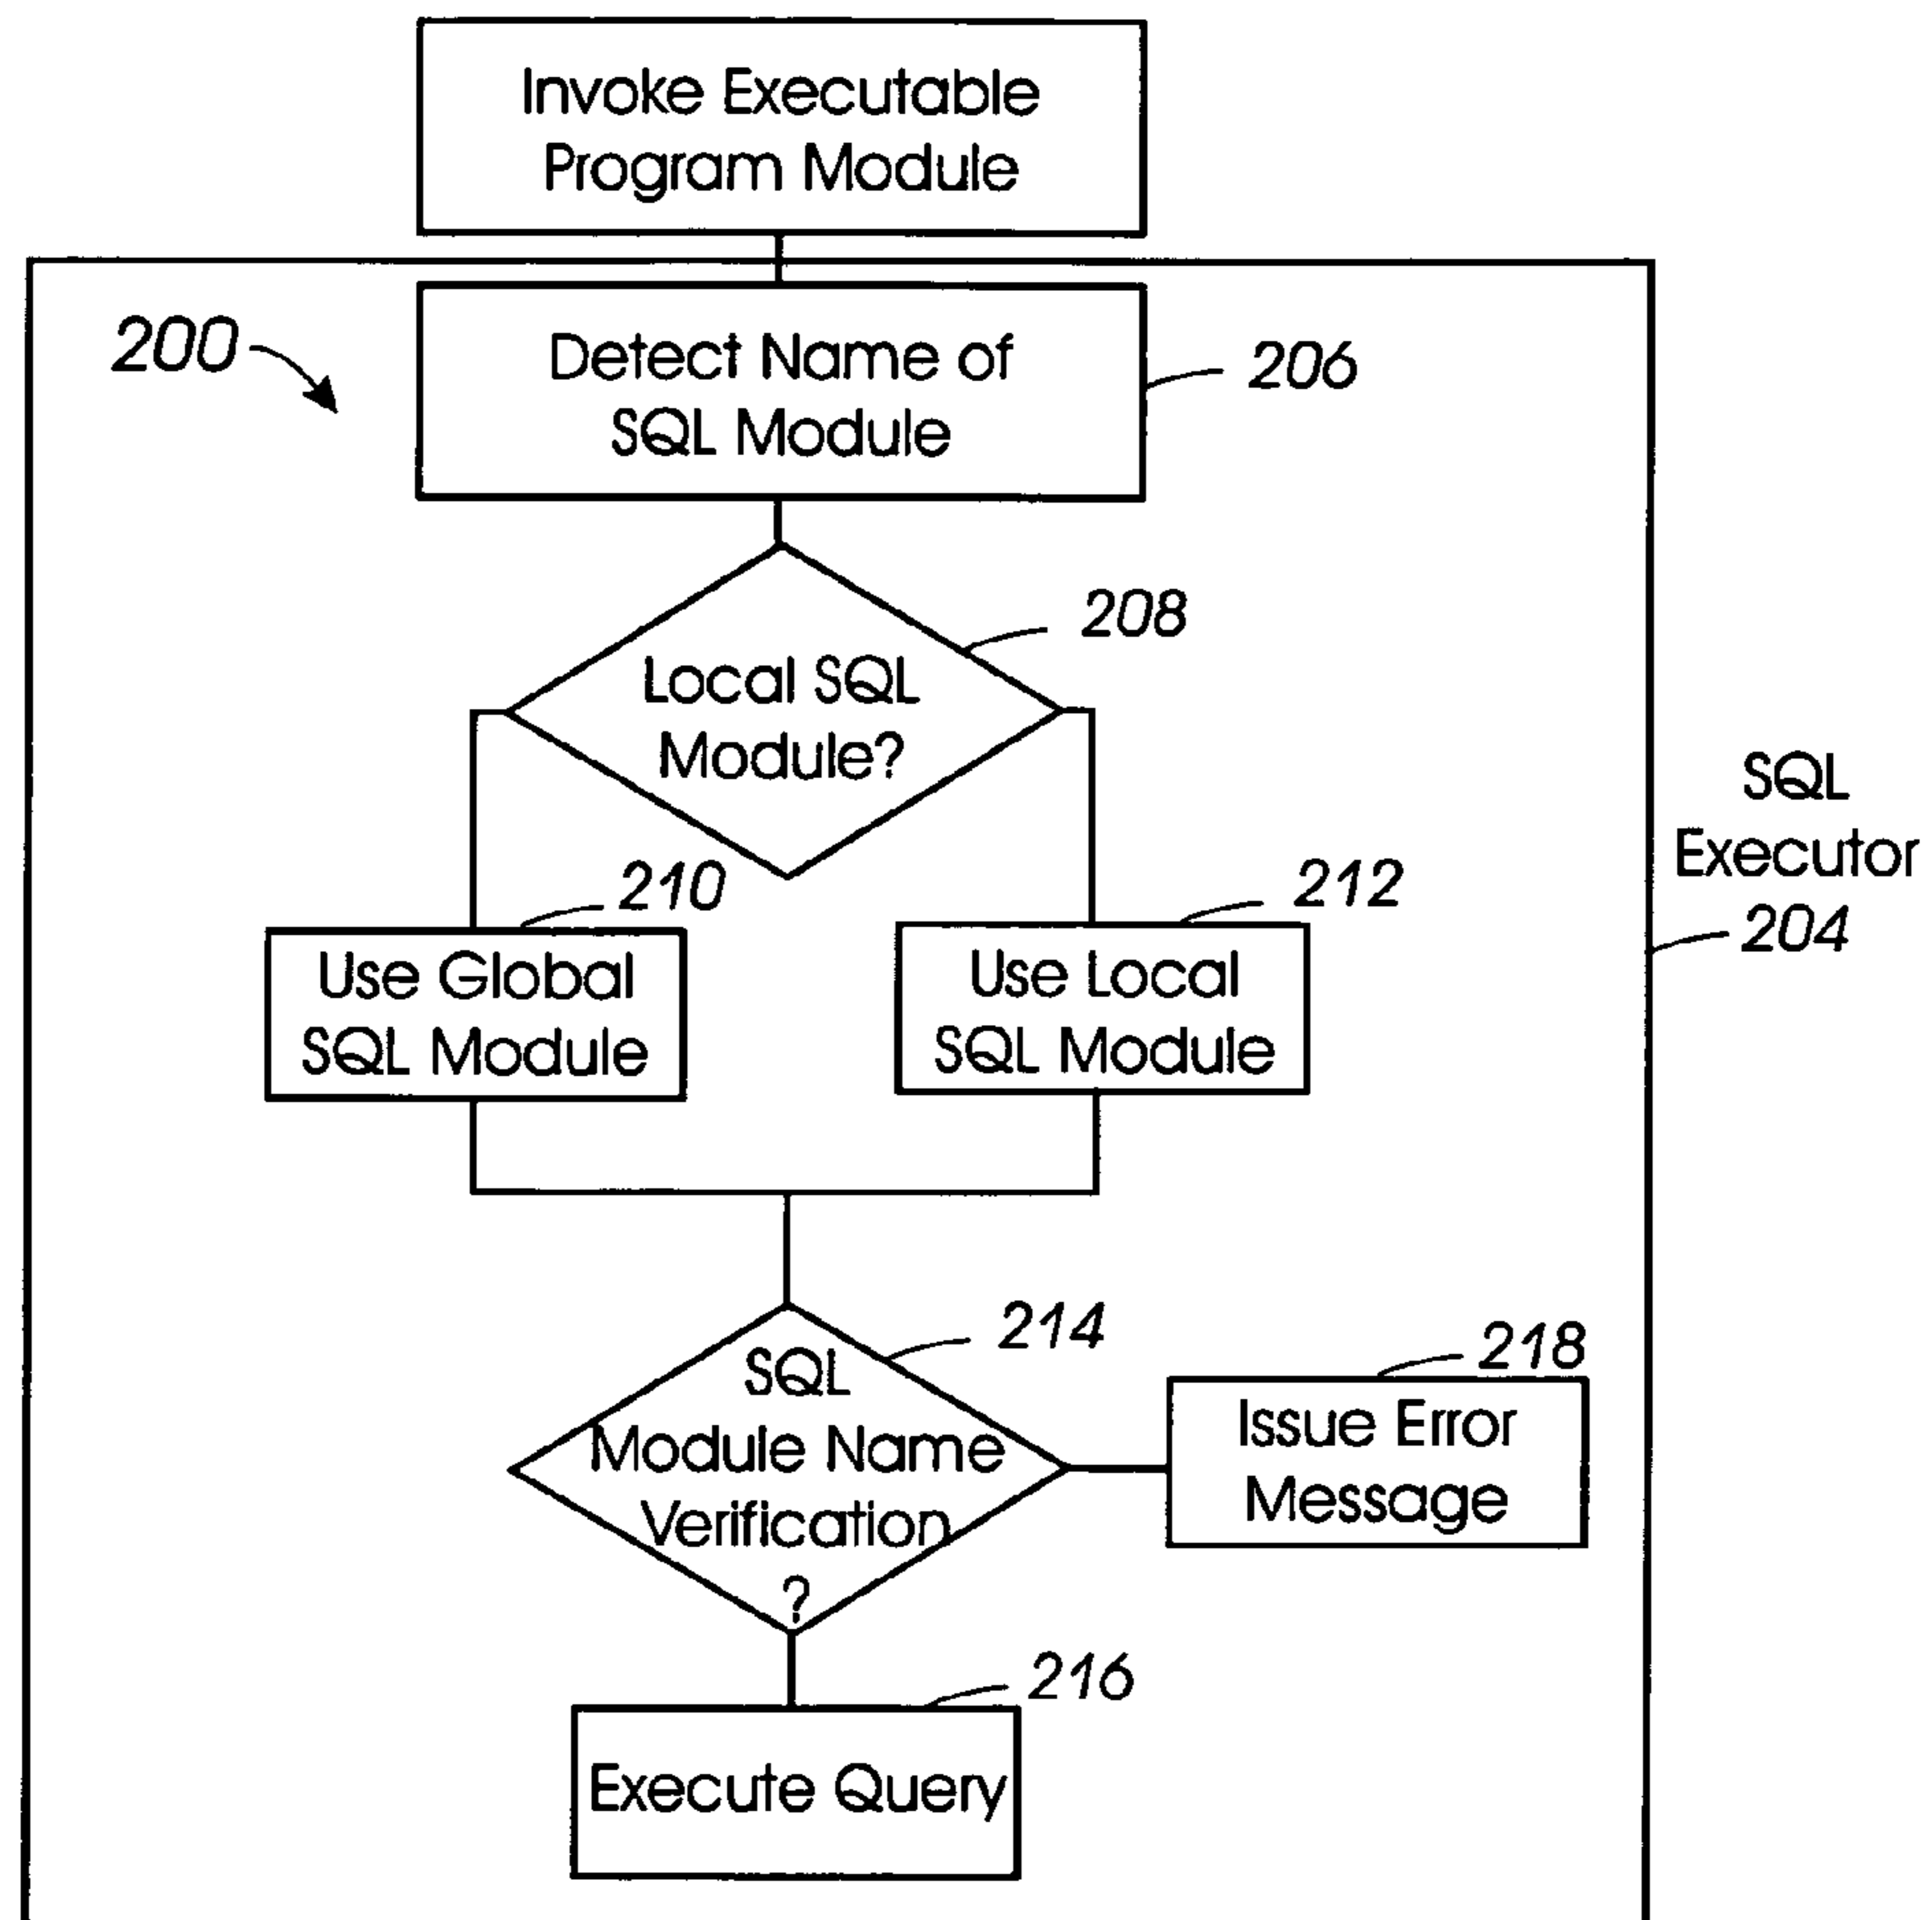 Invoke Executable
Program Module
200
Detect Name of
SQL Module
206
208
Local SQL
Module?
SQL
Executor
204
210
212
Use Global
SQL Module
Use Local
SQL Module
214
SQL
Module Name
Verification
?
218
Issue Error
Message
216
Execute Query